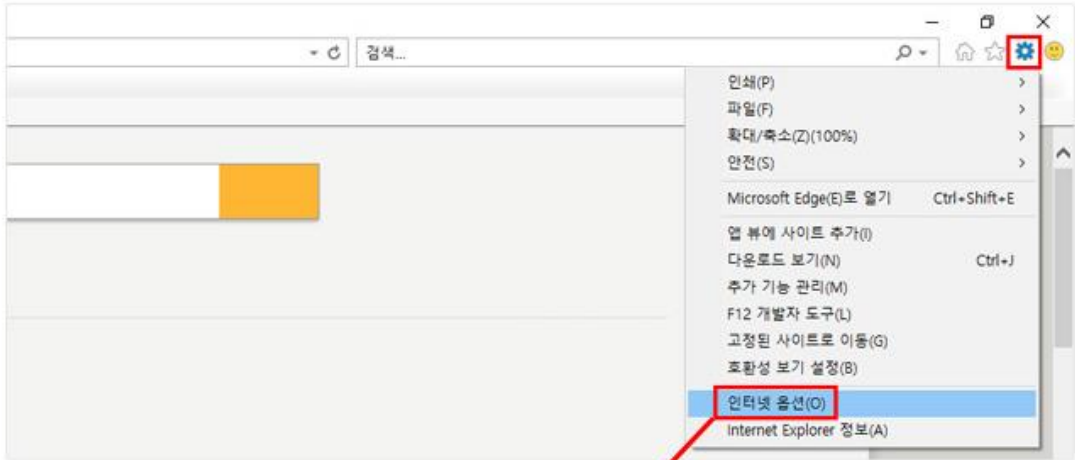 검색...
인쇄(P)
파일(F)
확대/축소(Z)(100%)
안전(S)
Microsoft Edge(E)로 열기 Ctrl+Shift+E
앱 뷰에 사이트 추가(I)
다운로드 보기(N) Ctrl+J
추가 기능 관리(M)
F12 개발자 도구(L)
고정된 사이트로 이동(G)
호환성 보기 설정(B)
인터넷 옵션(O)
Internet Explorer 정보(A)